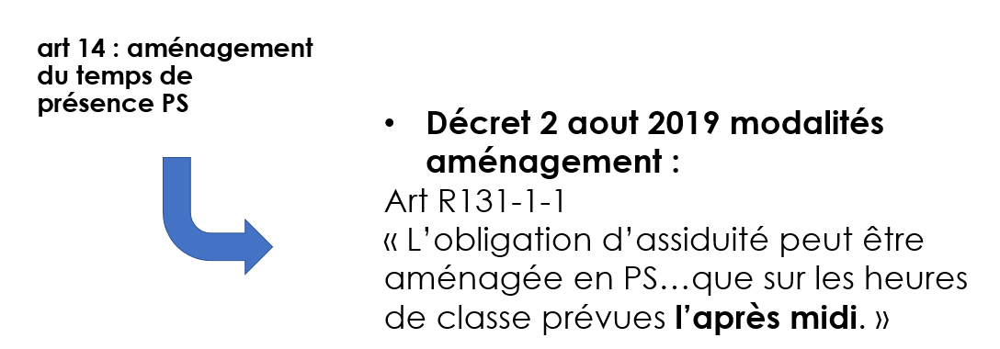 art 14 : aménagement
du temps de
présence PS
• Décret 2 aout 2019 modalités
aménagement :
Art R131-1-1
« L’obligation d’assiduité peut être
aménagée en PS…que sur les heures
de classe prévues l’après midi. »